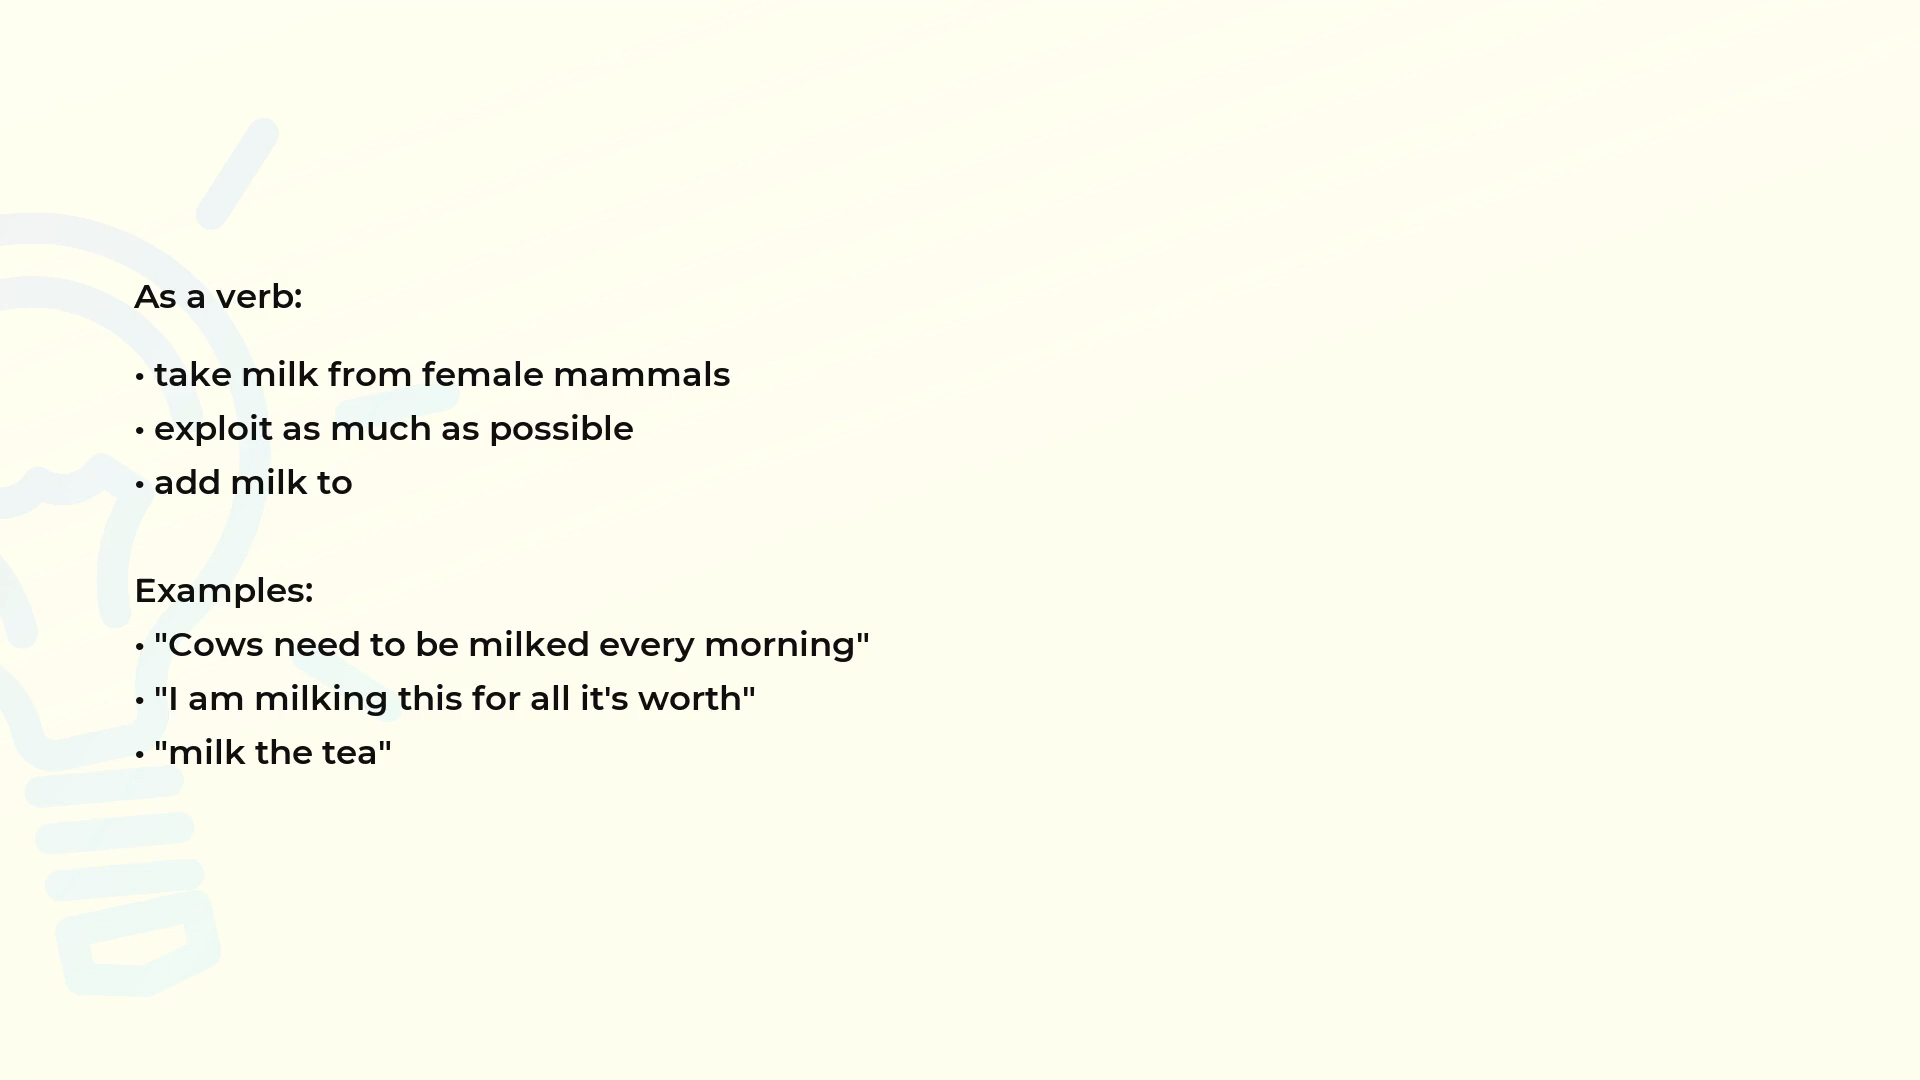 As a verb:
• take milk from female mammals
• exploit as much as possible
• add milk to
Examples:
• "Cows need to be milked every morning"
• "I am milking this for all it's worth"
• "milk the tea"